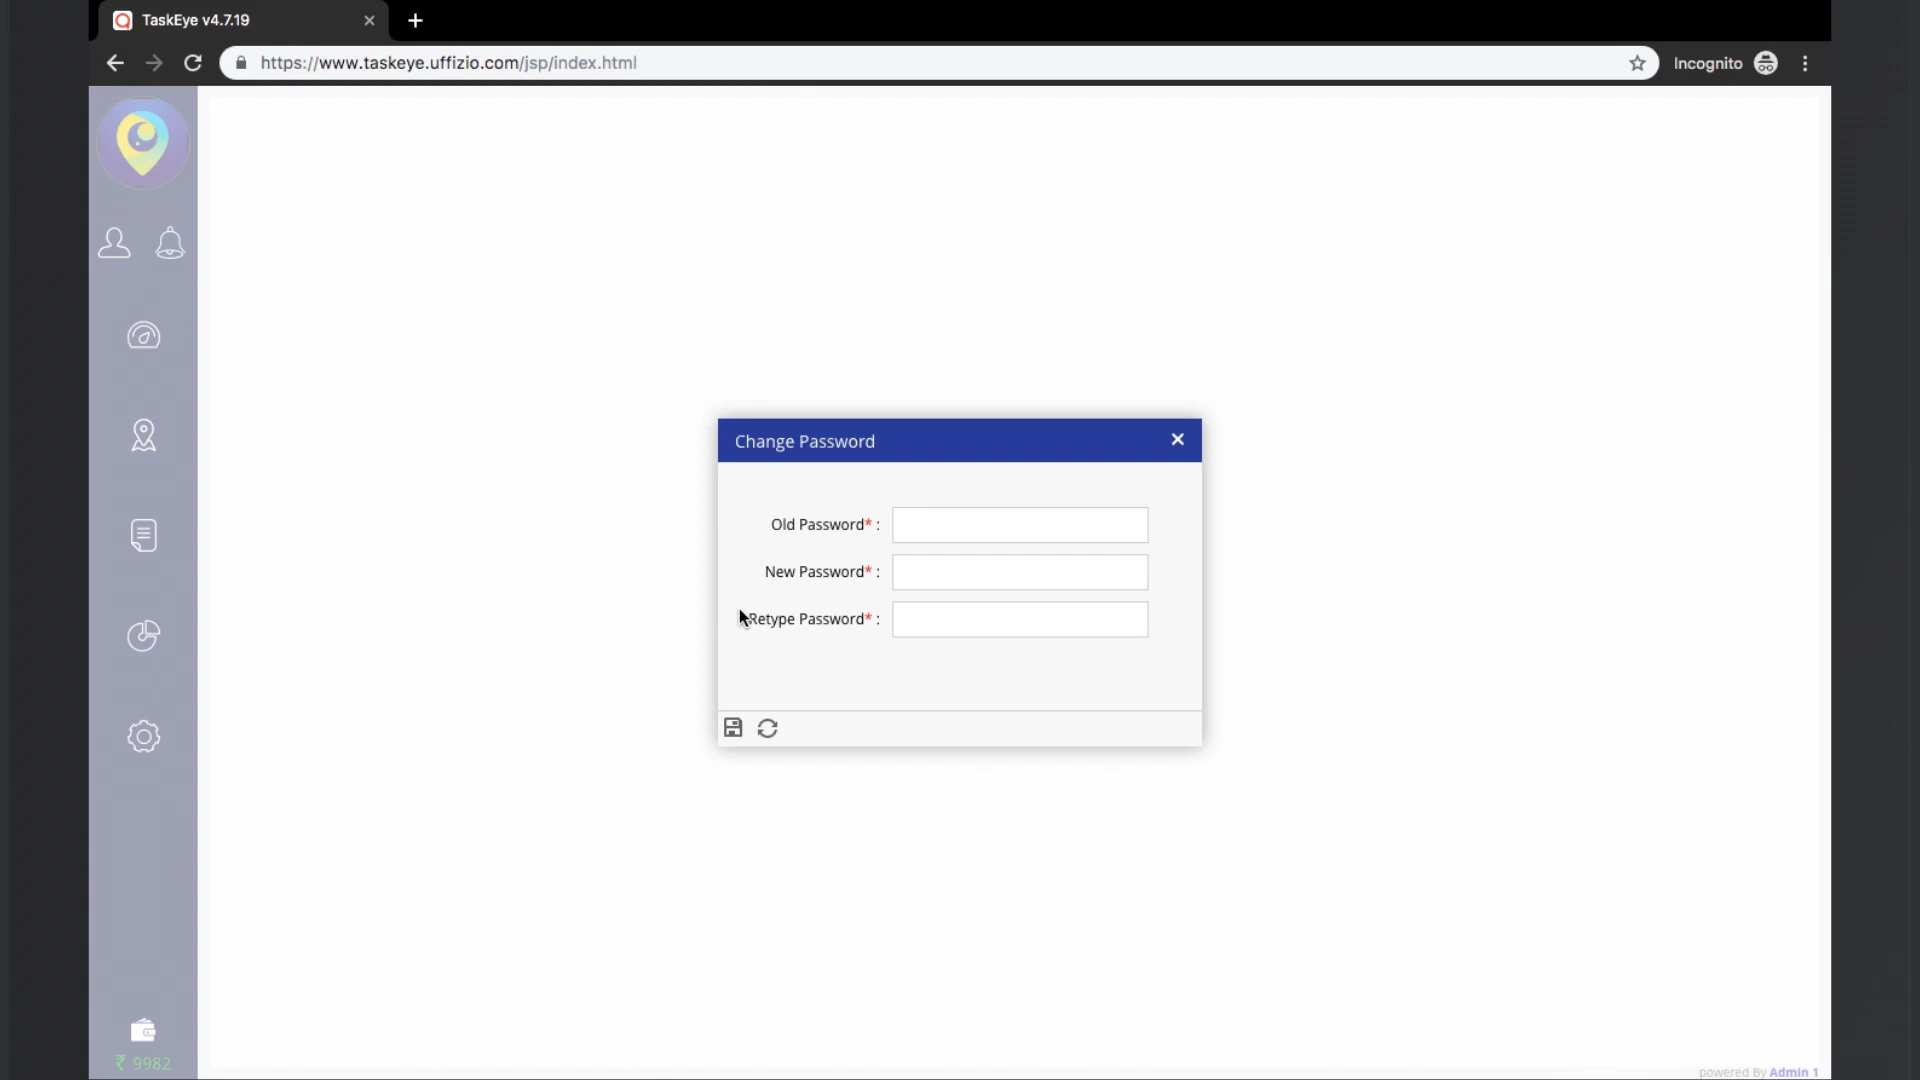 TaskEye v4.7.19
https://www.taskeye.uffizio.com/jsp/index.html
Incognito
Change Password
Old Password* :
New Password* :
Retype Password* :
₹ 9982
powered By Admin 1